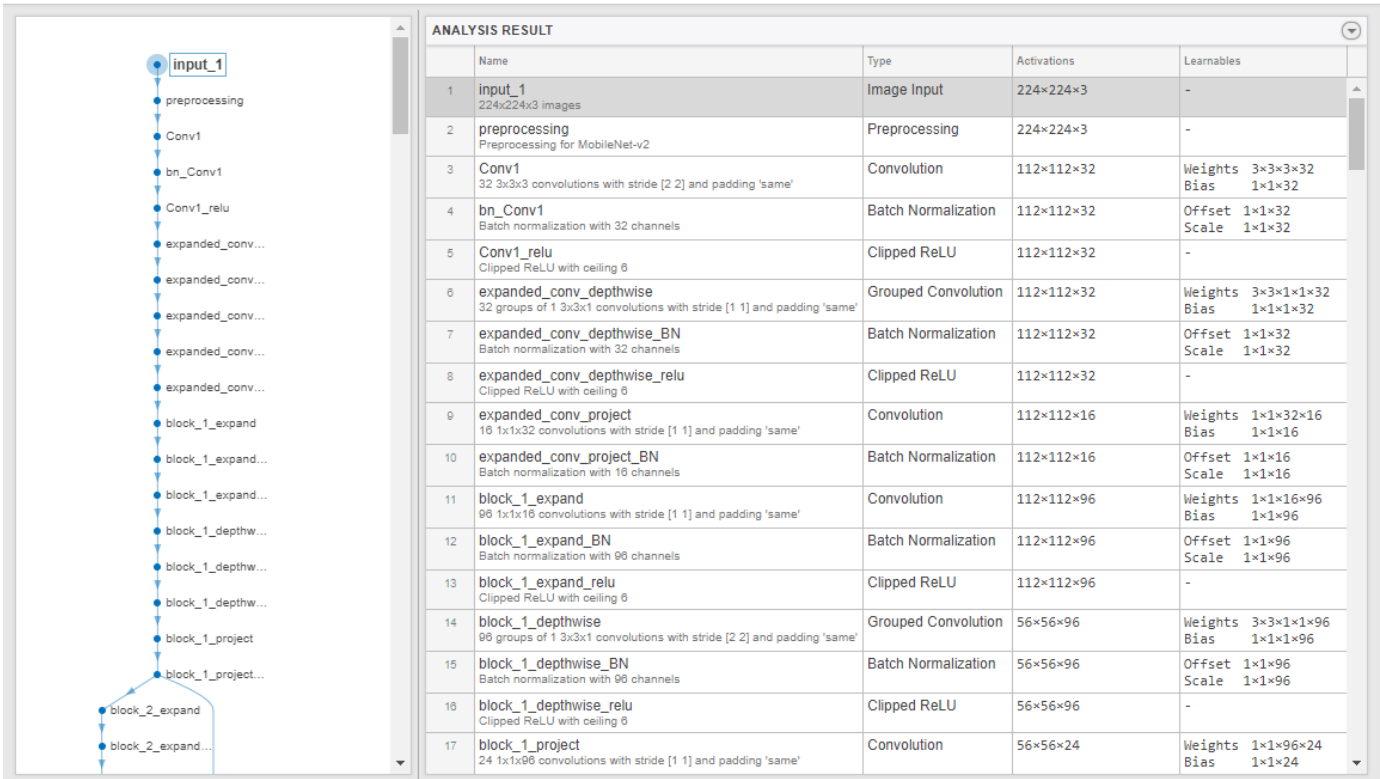 input_1
preprocessing
Conv1
bn_Conv1
Conv1_relu
expanded_conv...
expanded_conv...
expanded_conv...
expanded_conv...
expanded_conv...
block_1_expand
block_1_expand...
block_1_expand...
block_1_depthw...
block_1_depthw...
block_1_depthw...
block_1_project
block_1_project...
block_2_expand
block_2_expand...
ANALYSIS RESULT
Name Type Activations Learnables
1 input_1 Image Input 224×224×3 -
224x224x3 images
2 preprocessing Preprocessing 224×224×3 -
Preprocessing for MobileNet-v2
3 Conv1 Convolution 112×112×32 Weights 3×3×3×32
32 3x3x3 convolutions with stride [2 2] and padding 'same' Bias 1×1×32
4 bn_Conv1 Batch Normalization 112×112×32 Offset 1×1×32
Batch normalization with 32 channels Scale 1×1×32
5 Conv1_relu Clipped ReLU 112×112×32 -
Clipped ReLU with ceiling 6
6 expanded_conv_depthwise Grouped Convolution 112×112×32 Weights 3×3×1×1×32
32 groups of 1 3x3x1 convolutions with stride [1 1] and padding 'same' Bias 1×1×1×32
7 expanded_conv_depthwise_BN Batch Normalization 112×112×32 Offset 1×1×32
Batch normalization with 32 channels Scale 1×1×32
8 expanded_conv_depthwise_relu Clipped ReLU 112×112×32 -
Clipped ReLU with ceiling 6
9 expanded_conv_project Convolution 112×112×16 Weights 1×1×32×16
16 1x1x32 convolutions with stride [1 1] and padding 'same' Bias 1×1×16
10 expanded_conv_project_BN Batch Normalization 112×112×16 Offset 1×1×16
Batch normalization with 16 channels Scale 1×1×16
11 block_1_expand Convolution 112×112×96 Weights 1×1×16×96
96 1x1x16 convolutions with stride [1 1] and padding 'same' Bias 1×1×96
12 block_1_expand_BN Batch Normalization 112×112×96 Offset 1×1×96
Batch normalization with 96 channels Scale 1×1×96
13 block_1_expand_relu Clipped ReLU 112×112×96 -
Clipped ReLU with ceiling 6
14 block_1_depthwise Grouped Convolution 56×56×96 Weights 3×3×1×1×96
96 groups of 1 3x3x1 convolutions with stride [2 2] and padding 'same' Bias 1×1×1×96
15 block_1_depthwise_BN Batch Normalization 56×56×96 Offset 1×1×96
Batch normalization with 96 channels Scale 1×1×96
16 block_1_depthwise_relu Clipped ReLU 56×56×96 -
Clipped ReLU with ceiling 6
17 block_1_project Convolution 56×56×24 Weights 1×1×96×24
24 1x1x96 convolutions with stride [1 1] and padding 'same' Bias 1×1×24